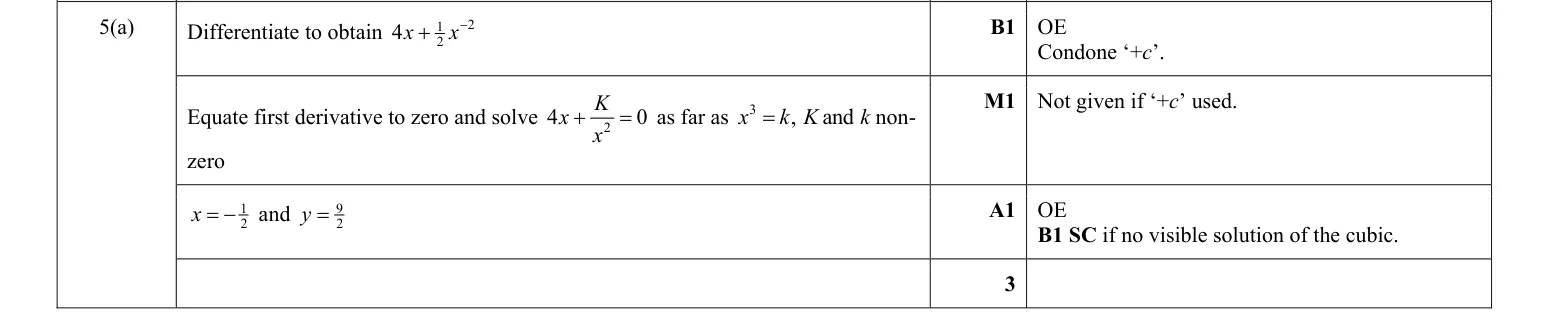 5(a)
Differentiate to obtain 4x + ½x⁻²
B1
OE
Condone ‘+c’.
Equate first derivative to zero and solve 4x + K/x² = 0 as far as x³ = k, K and k non-
zero
M1
Not given if ‘+c’ used.
x = −½ and y = 9/2
A1
OE
B1 SC if no visible solution of the cubic.
3